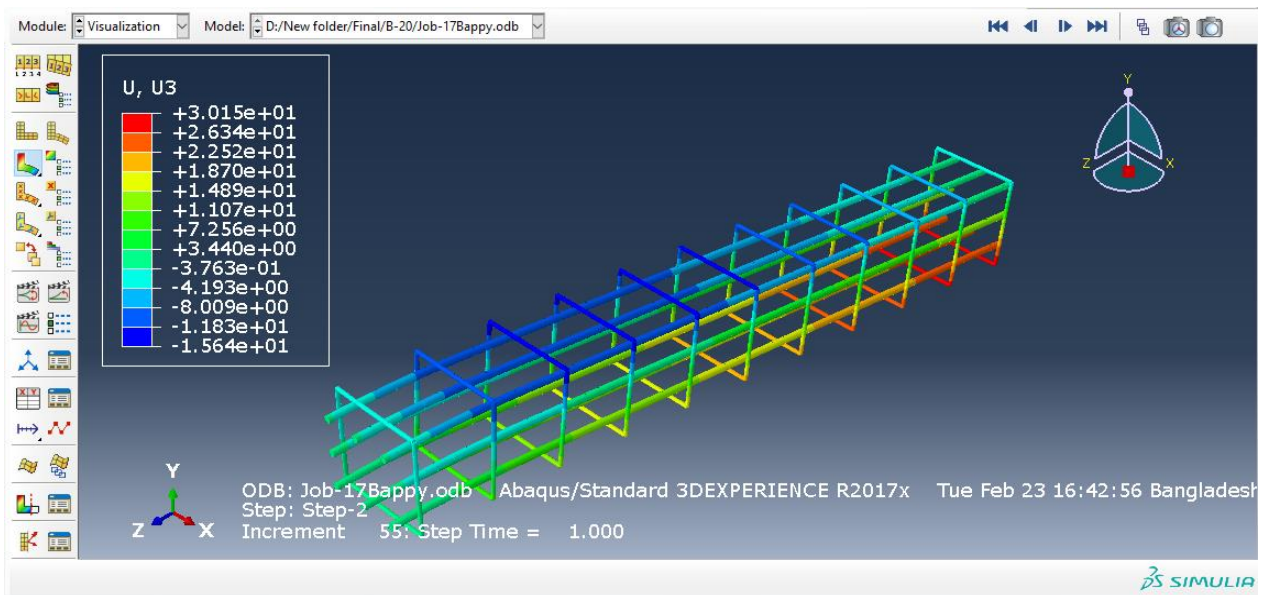 Module: Visualization Model: D:/New folder/Final/B-20/Job-17Bappy.odb
U, U3
+3.015e+01
+2.634e+01
+2.252e+01
+1.870e+01
+1.489e+01
+1.107e+01
+7.256e+00
+3.440e+00
-3.763e-01
-4.193e+00
-8.009e+00
-1.183e+01
-1.564e+01
Y
Z X
Y
Z X
ODB: Job-17Bappy.odb Abaqus/Standard 3DEXPERIENCE R2017x Tue Feb 23 16:42:56 Bangladesh
Step: Step-2
Increment 55: Step Time = 1.000
SIMULIA